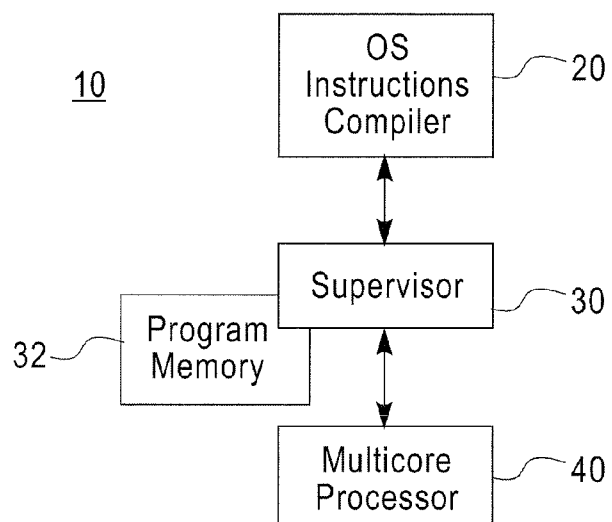 10
OS
Instructions
Compiler
20
Supervisor
30
Program
Memory
32
Multicore
Processor
40